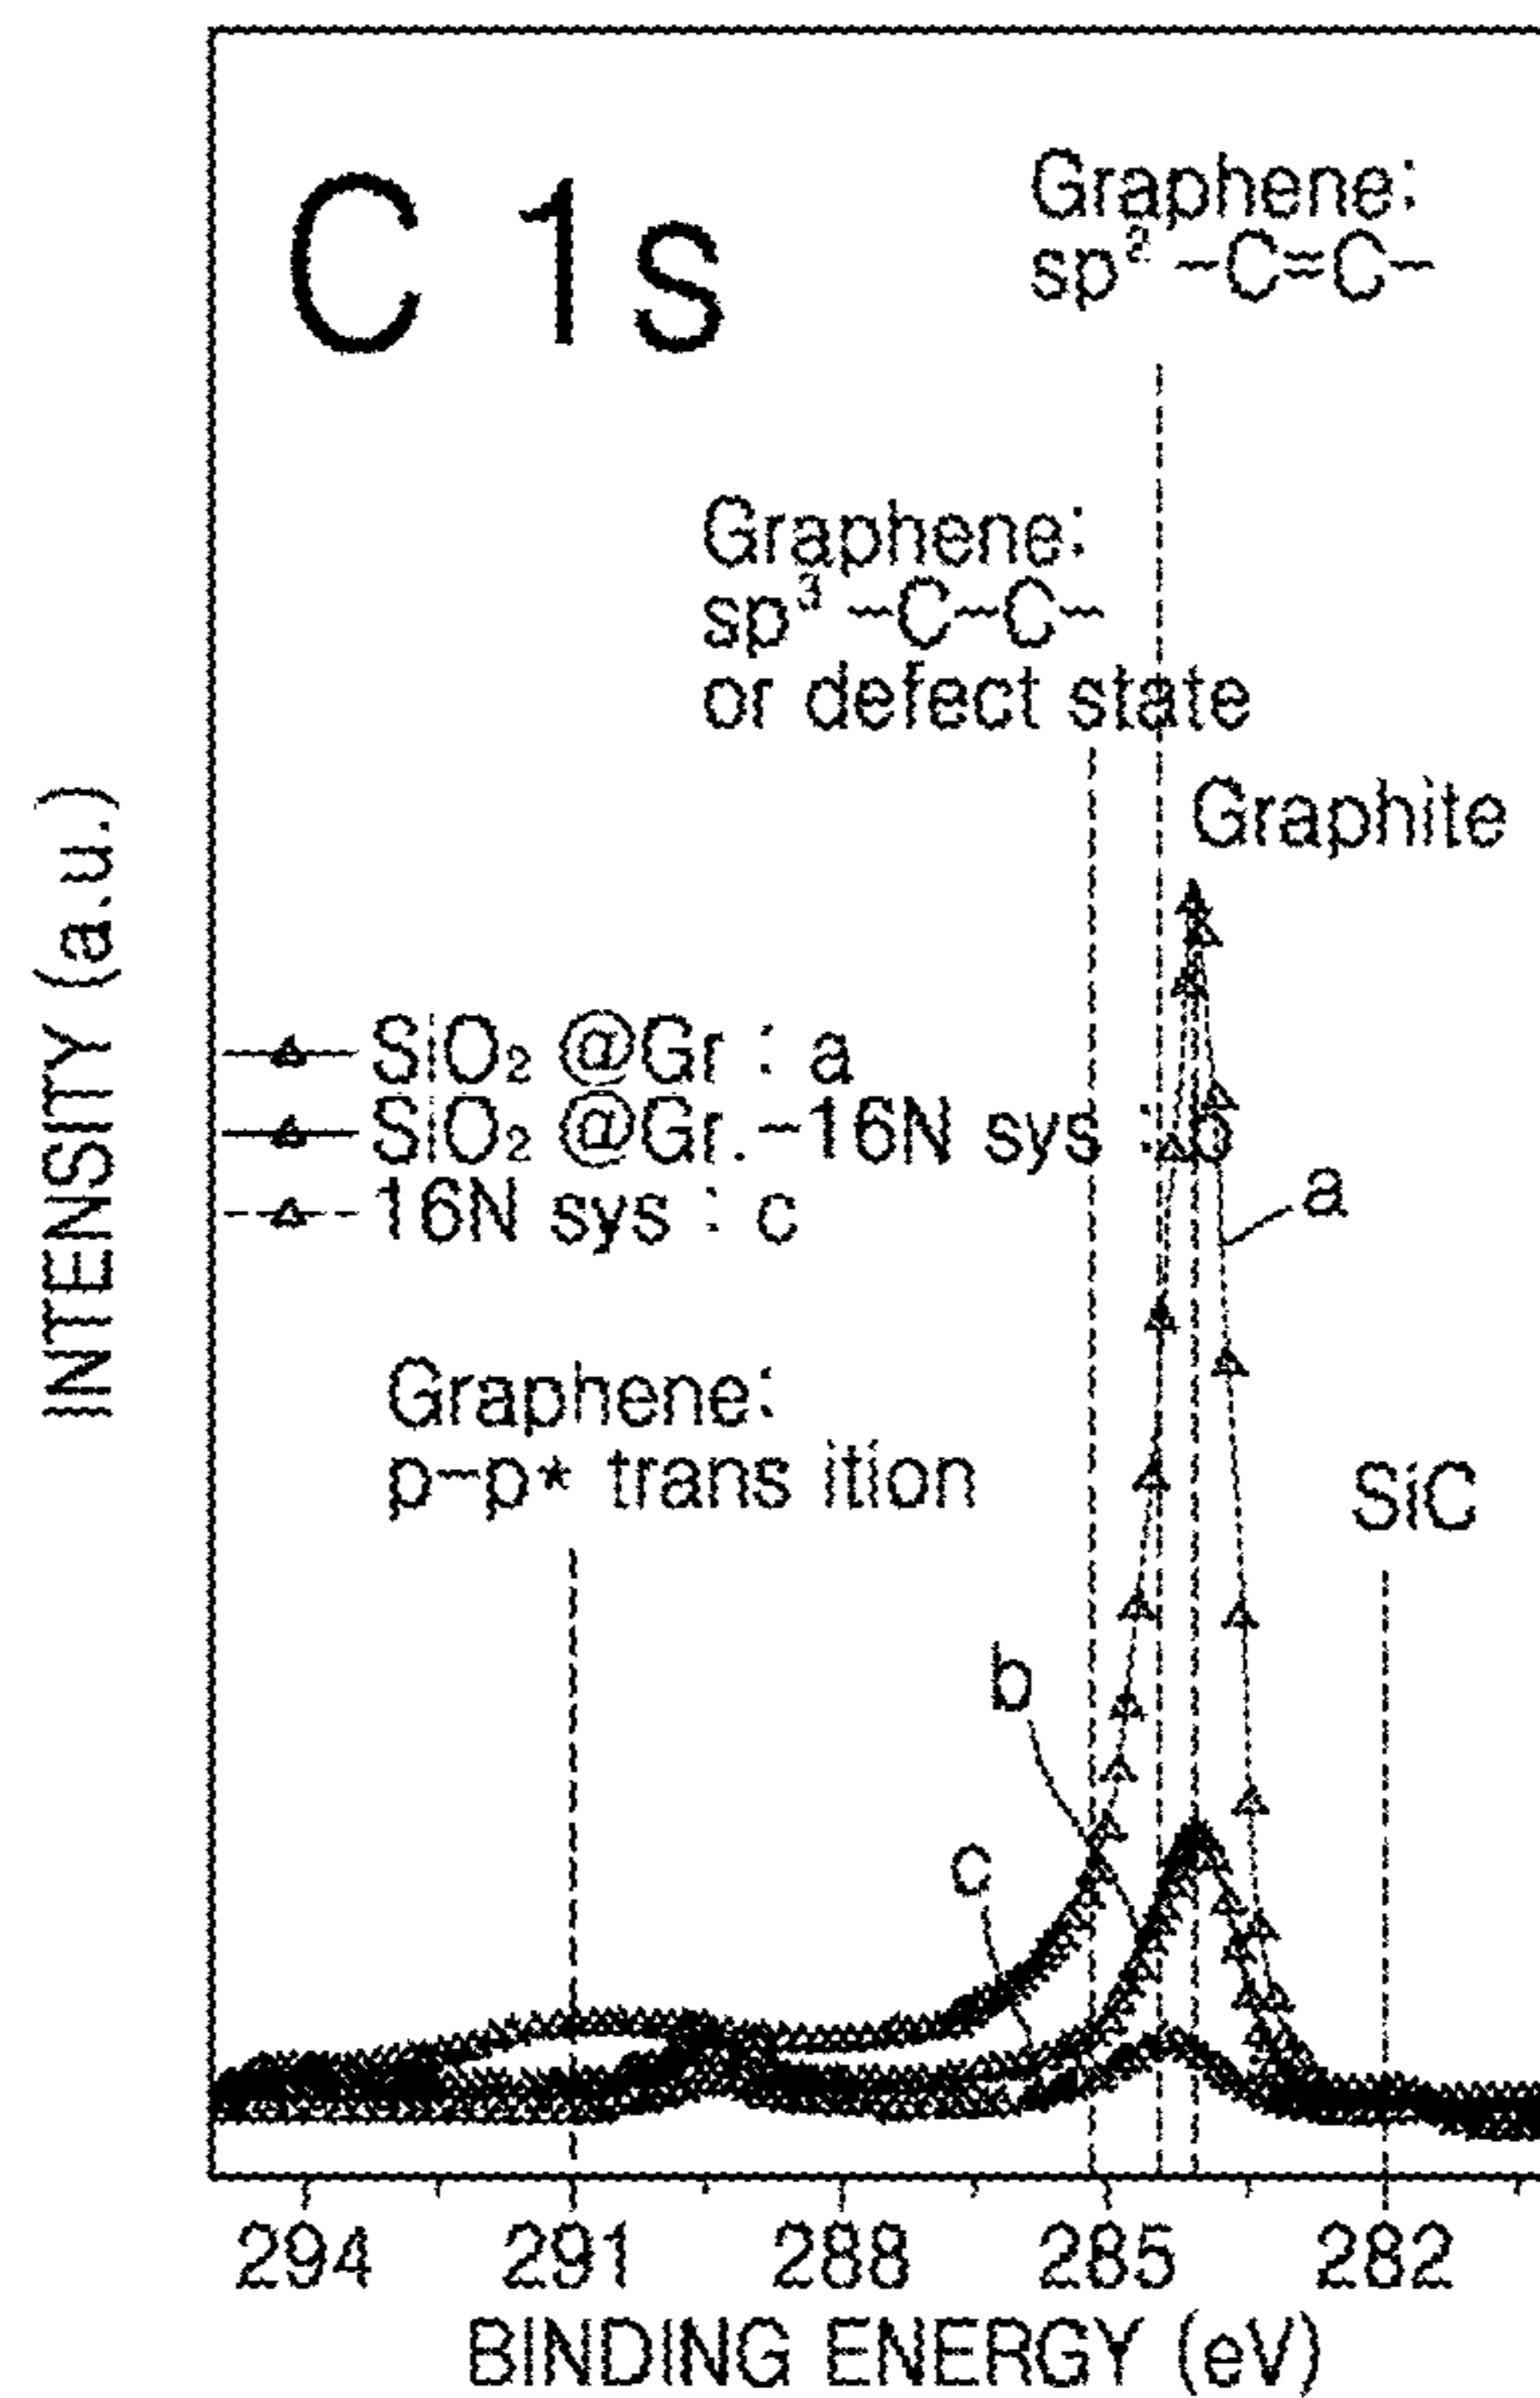 C 1s
Graphene:
sp² -C=C-
Graphene:
sp³ -C-C-
or defect state
Graphite
INTENSITY (a.u.)
SiO₂ @Gr : a
SiO₂ @Gr.-16N sys : b
16N sys : c
a
Graphene:
p-p* trans ition
SiC
b
c
294 291 288 285 282
BINDING ENERGY (eV)